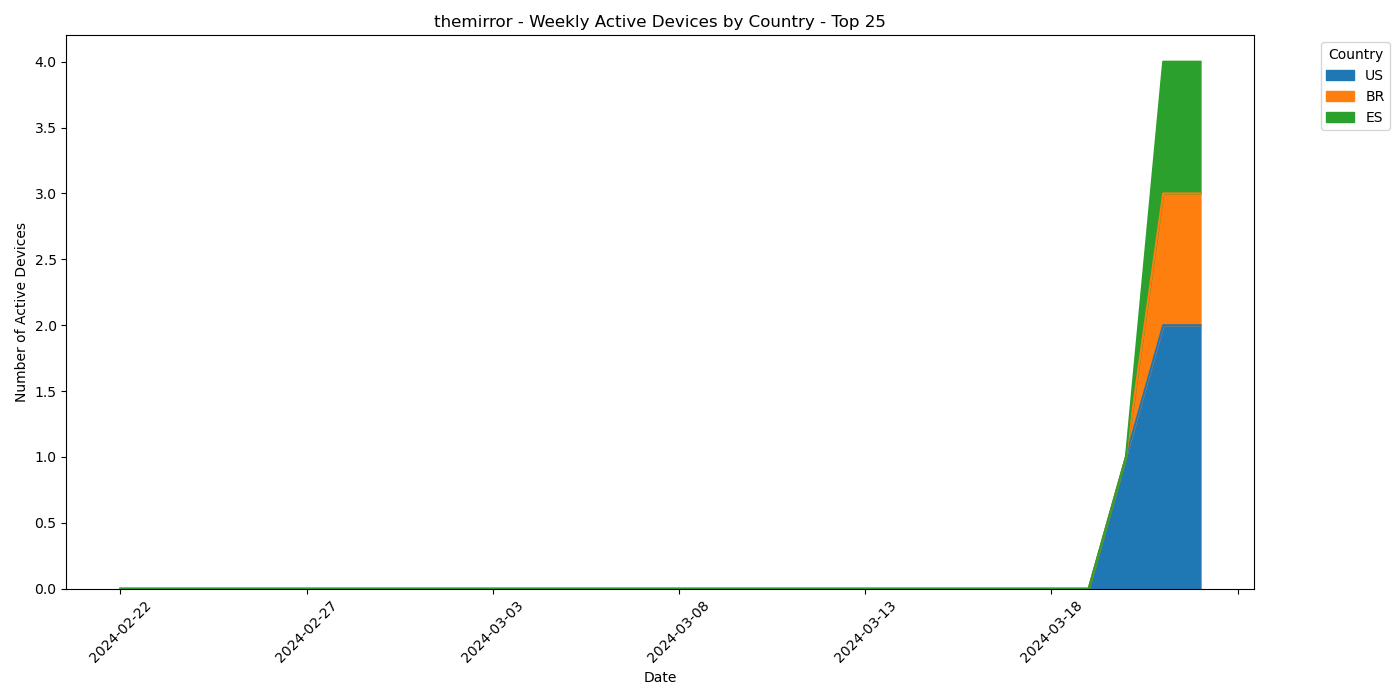 themirror - Weekly Active Devices by Country - Top 25
Country
US
BR
ES
Number of Active Devices
4.0
3.5
3.0
2.5
2.0
1.5
1.0
0.5
0.0
2024-02-22
2024-02-27
2024-03-03
2024-03-08
2024-03-13
2024-03-18
Date